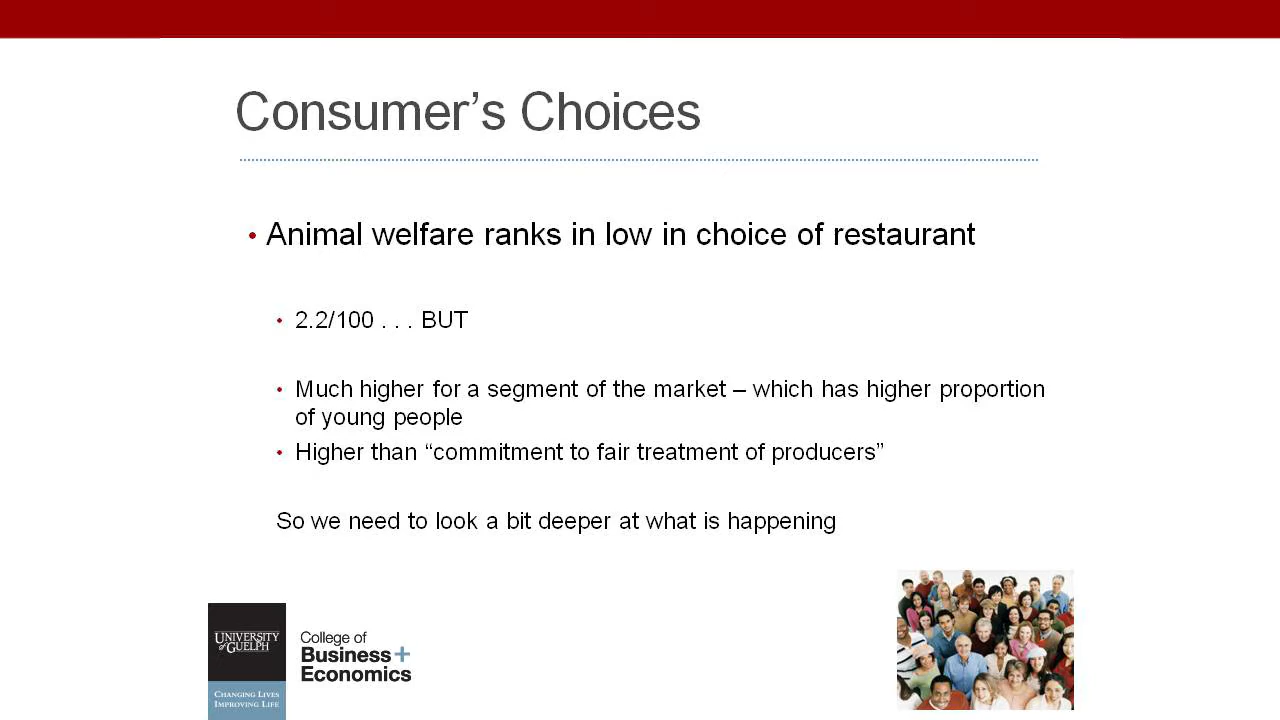 Consumer’s Choices
• Animal welfare ranks in low in choice of restaurant
• 2.2/100 . . . BUT
• Much higher for a segment of the market – which has higher proportion
of young people
• Higher than “commitment to fair treatment of producers”
So we need to look a bit deeper at what is happening
UNIVERSITY
of GUELPH
CHANGING LIVES
IMPROVING LIFE
College of
Business+
Economics